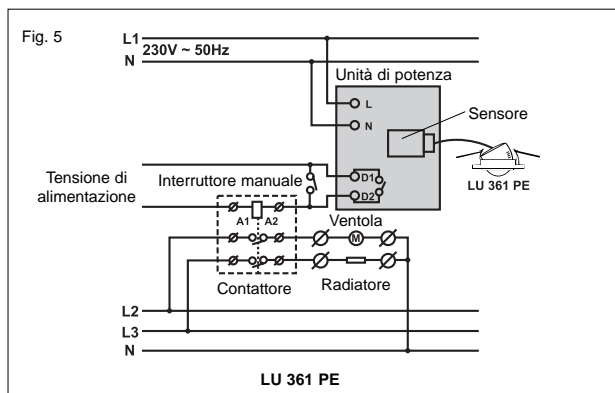 Fig. 5
L1
230V ~ 50Hz
N
Unità di potenza
L
Sensore
N
LU 361 PE
Tensione di
alimentazione
Interruttore manuale
D1
D2
A1 A2
Ventola
M
Contattore
Radiatore
L2
L3
N
LU 361 PE